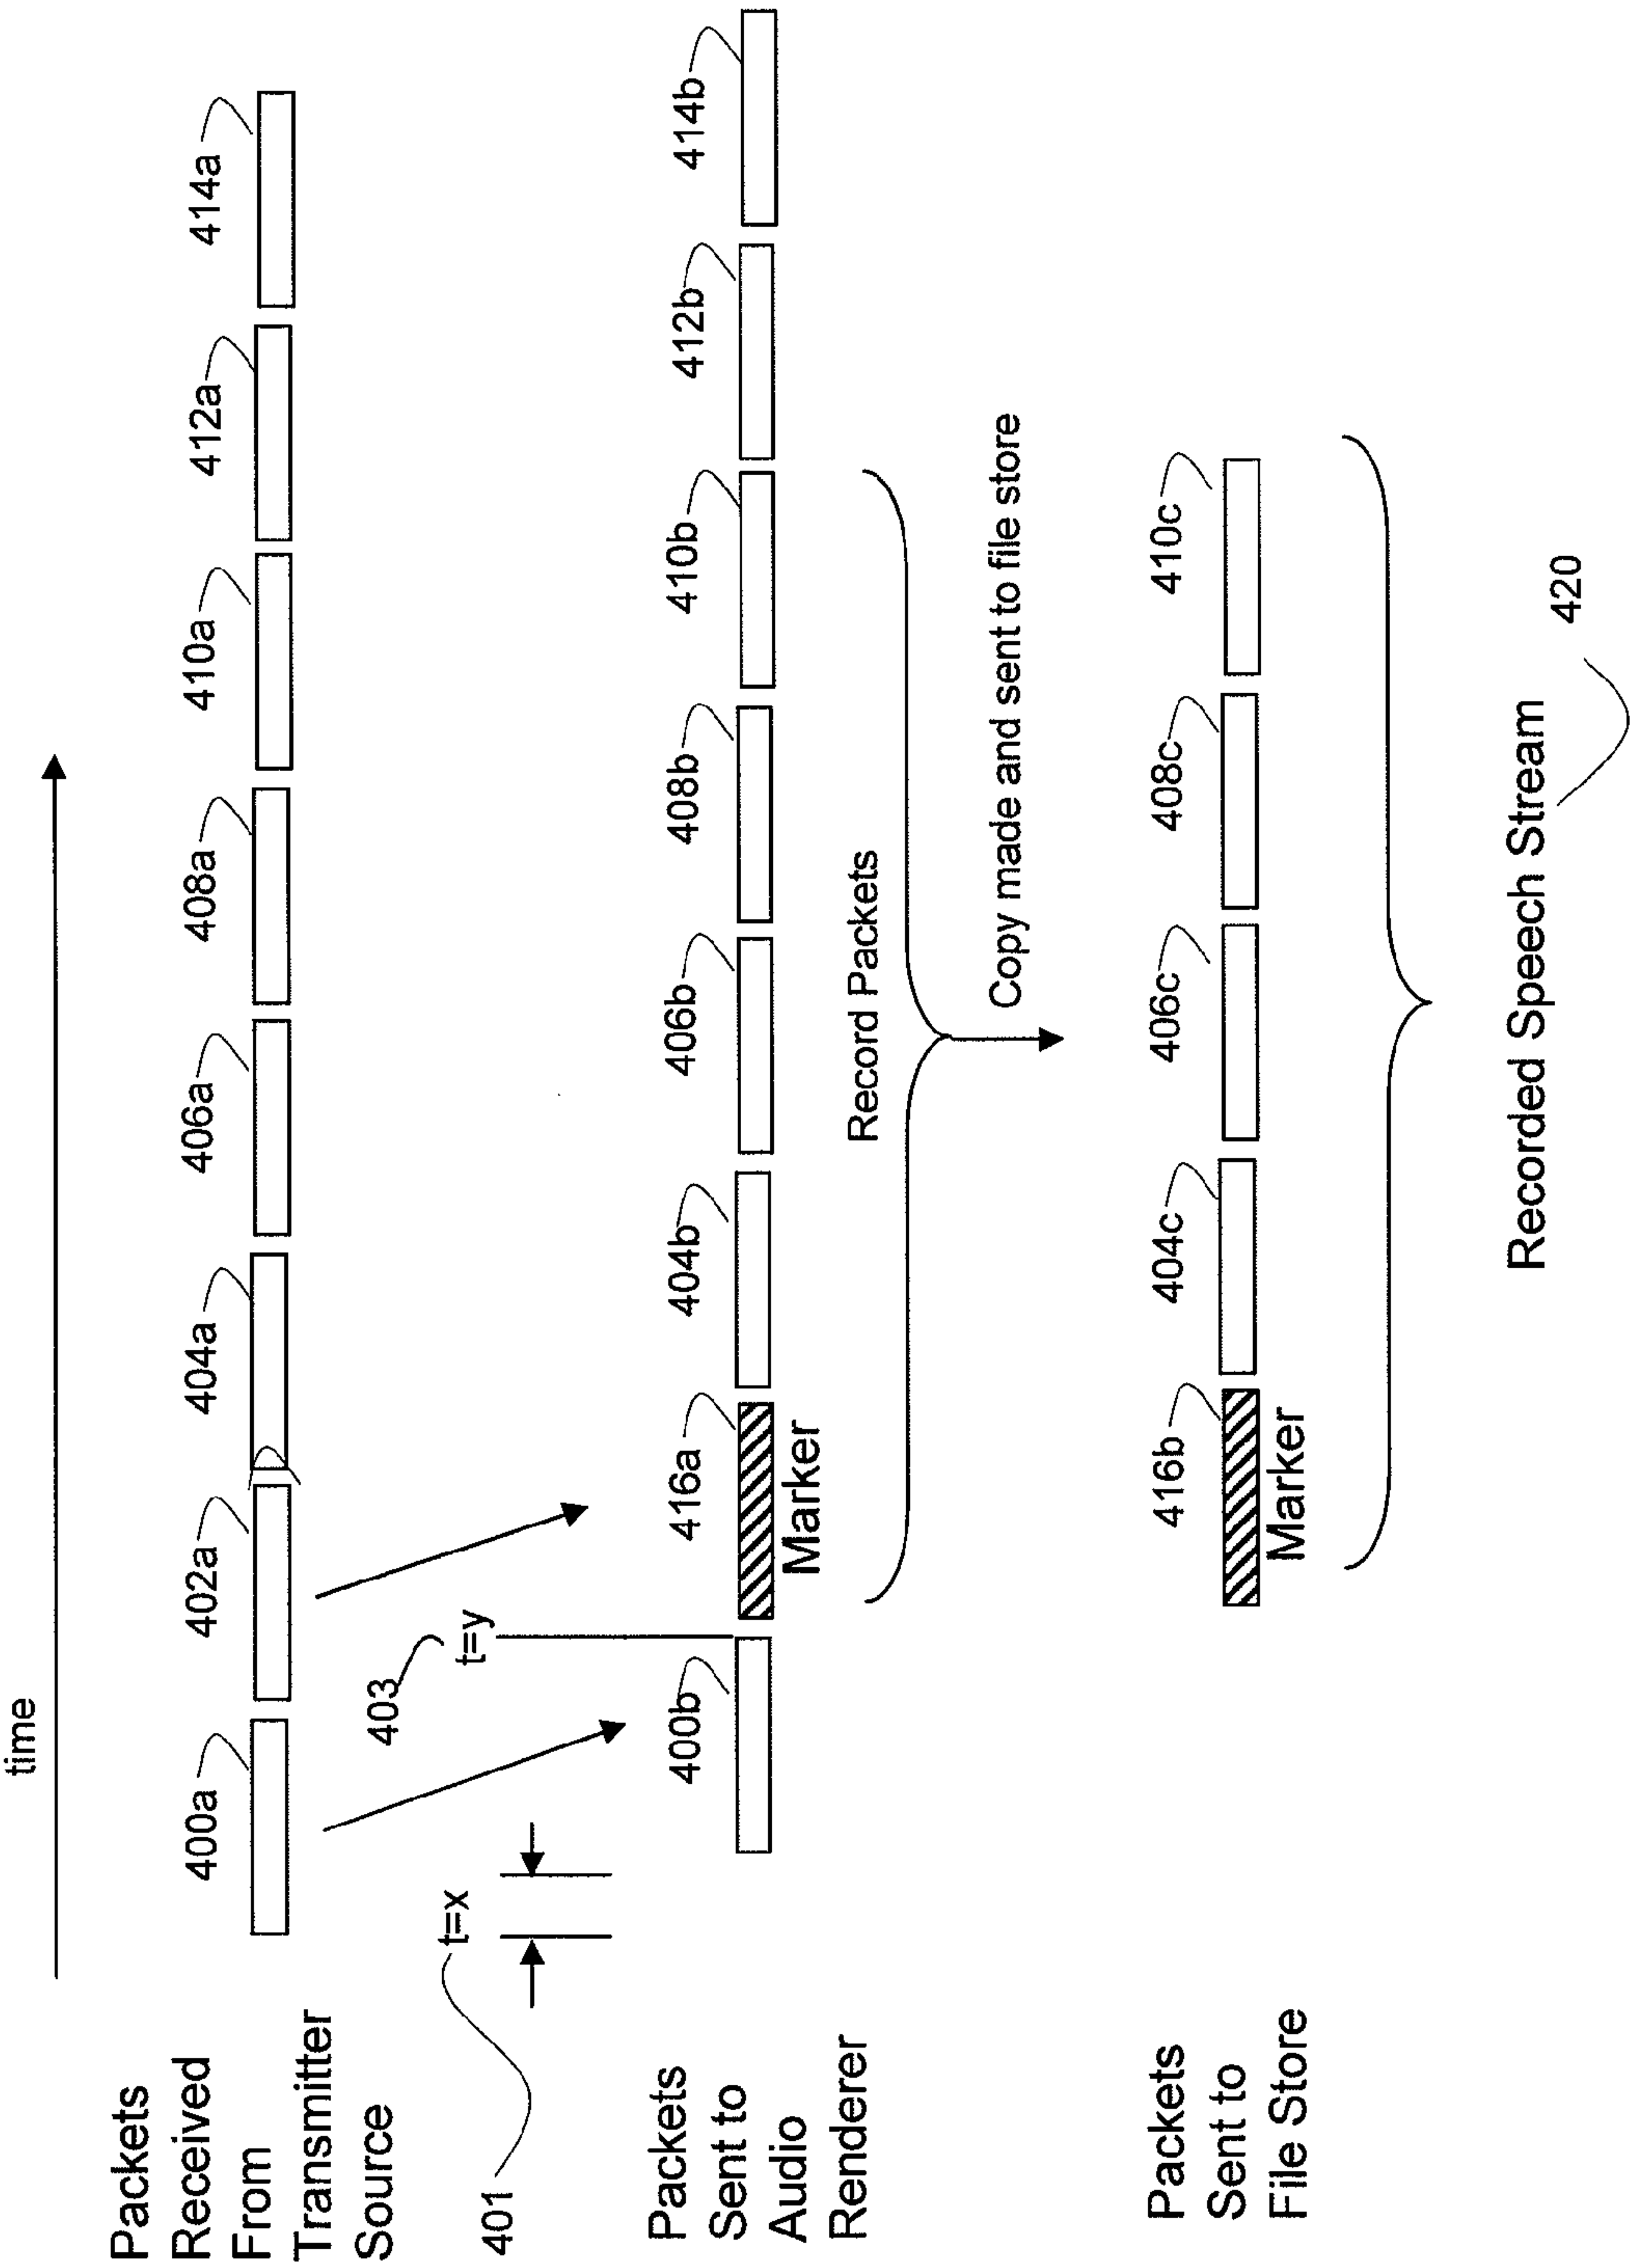 time
400a
402a
404a
406a
408a
410a
412a
414a
Packets
Received
From
Transmitter
Source
401
t=x
403
t=y
400b
416a
404b
406b
408b
410b
412b
414b
Packets
Sent to
Audio
Renderer
Marker
Record Packets
Copy made and sent to file store
416b
404c
406c
408c
410c
Packets
Sent to
File Store
Marker
Recorded Speech Stream
420